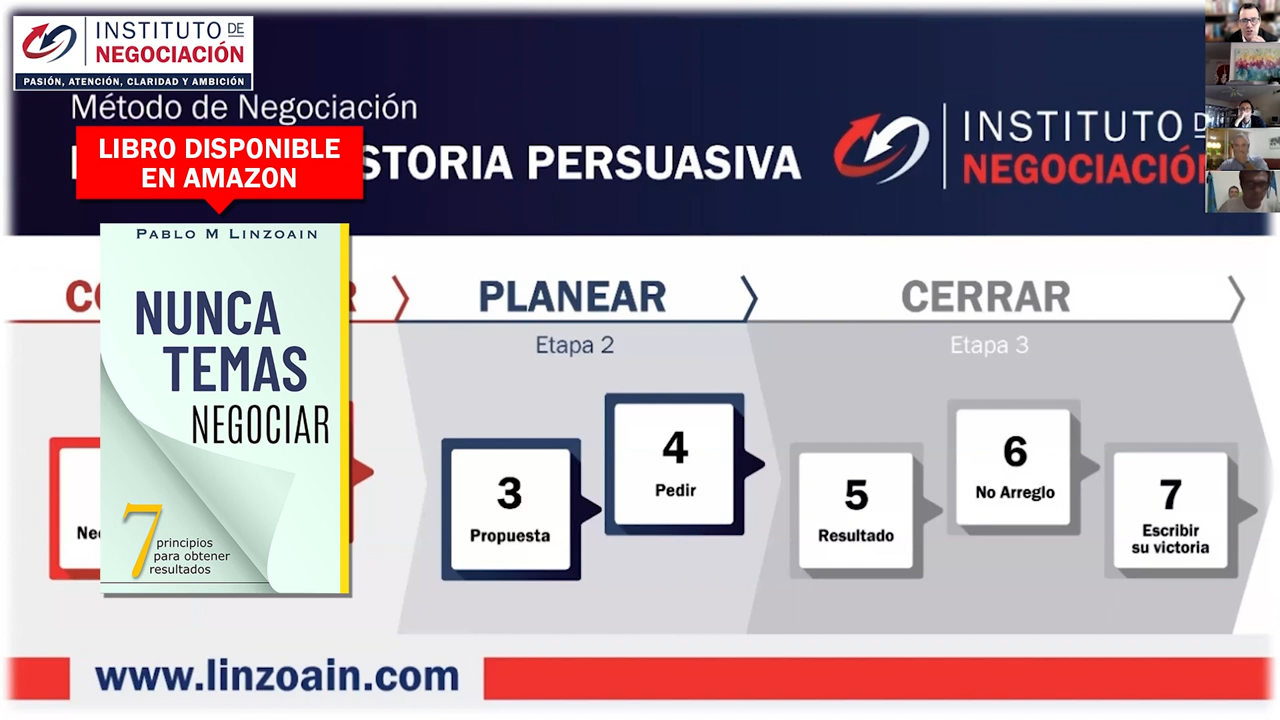 INSTITUTO DE
NEGOCIACIÓN
PASIÓN, ATENCIÓN, CLARIDAD Y AMBICIÓN
Método de Negociación
STORIA PERSUASIVA
INSTITUTO
NEGOCIACIÓN
LIBRO DISPONIBLE
EN AMAZON
PABLO M LINZOAIN
NUNCA
TEMAS
NEGOCIAR
7 principios
para obtener
resultados
PLANEAR
Etapa 2
3
Propuesta
4
Pedir
CERRAR
Etapa 3
5
Resultado
6
No Arreglo
7
Escribir
su victoria
www.linzoain.com